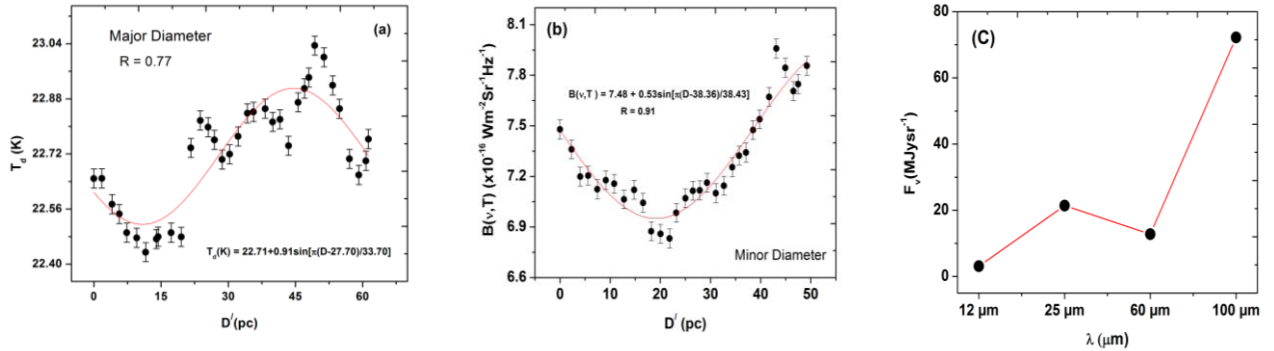 (a)
Major Diameter
R = 0.77
T_d(K) = 22.71+0.91sin[π(D-27.70)/33.70]
T_d (K)
23.04
22.88
22.72
22.56
22.40
0 15 30 45 60
D′(pc)
(b)
B(ν,T) = 7.48 + 0.53sin[π(D-38.36)/38.43]
R = 0.91
Minor Diameter
B(ν,T) (x10⁻¹⁶ Wm⁻²Sr⁻¹Hz⁻¹)
8.1
7.8
7.5
7.2
6.9
6.6
0 10 20 30 40 50
D′ (pc)
(C)
F_ν(MJysr⁻¹)
80
60
40
20
0
12 μm 25 μm 60 μm 100 μm
λ (μm)